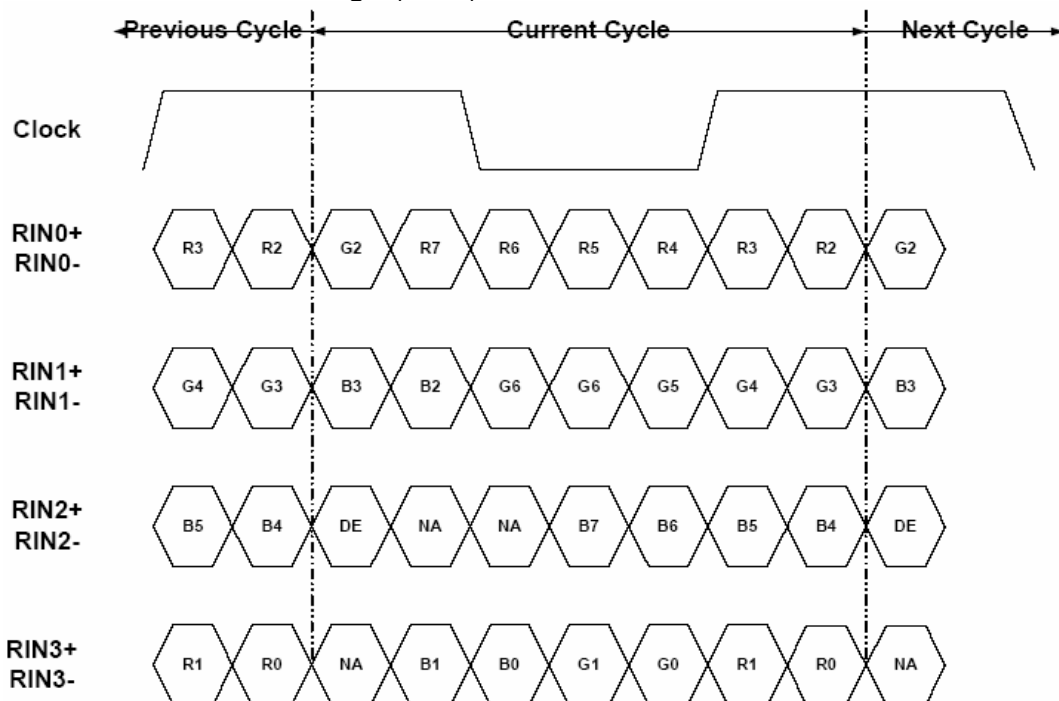 Previous Cycle Current Cycle Next Cycle
Clock
RIN0+
RIN0-
R3 R2 G2 R7 R6 R5 R4 R3 R2 G2
RIN1+
RIN1-
G4 G3 B3 B2 G6 G6 G5 G4 G3 B3
RIN2+
RIN2-
B5 B4 DE NA NA B7 B6 B5 B4 DE
RIN3+
RIN3-
R1 R0 NA B1 B0 G1 G0 R1 R0 NA